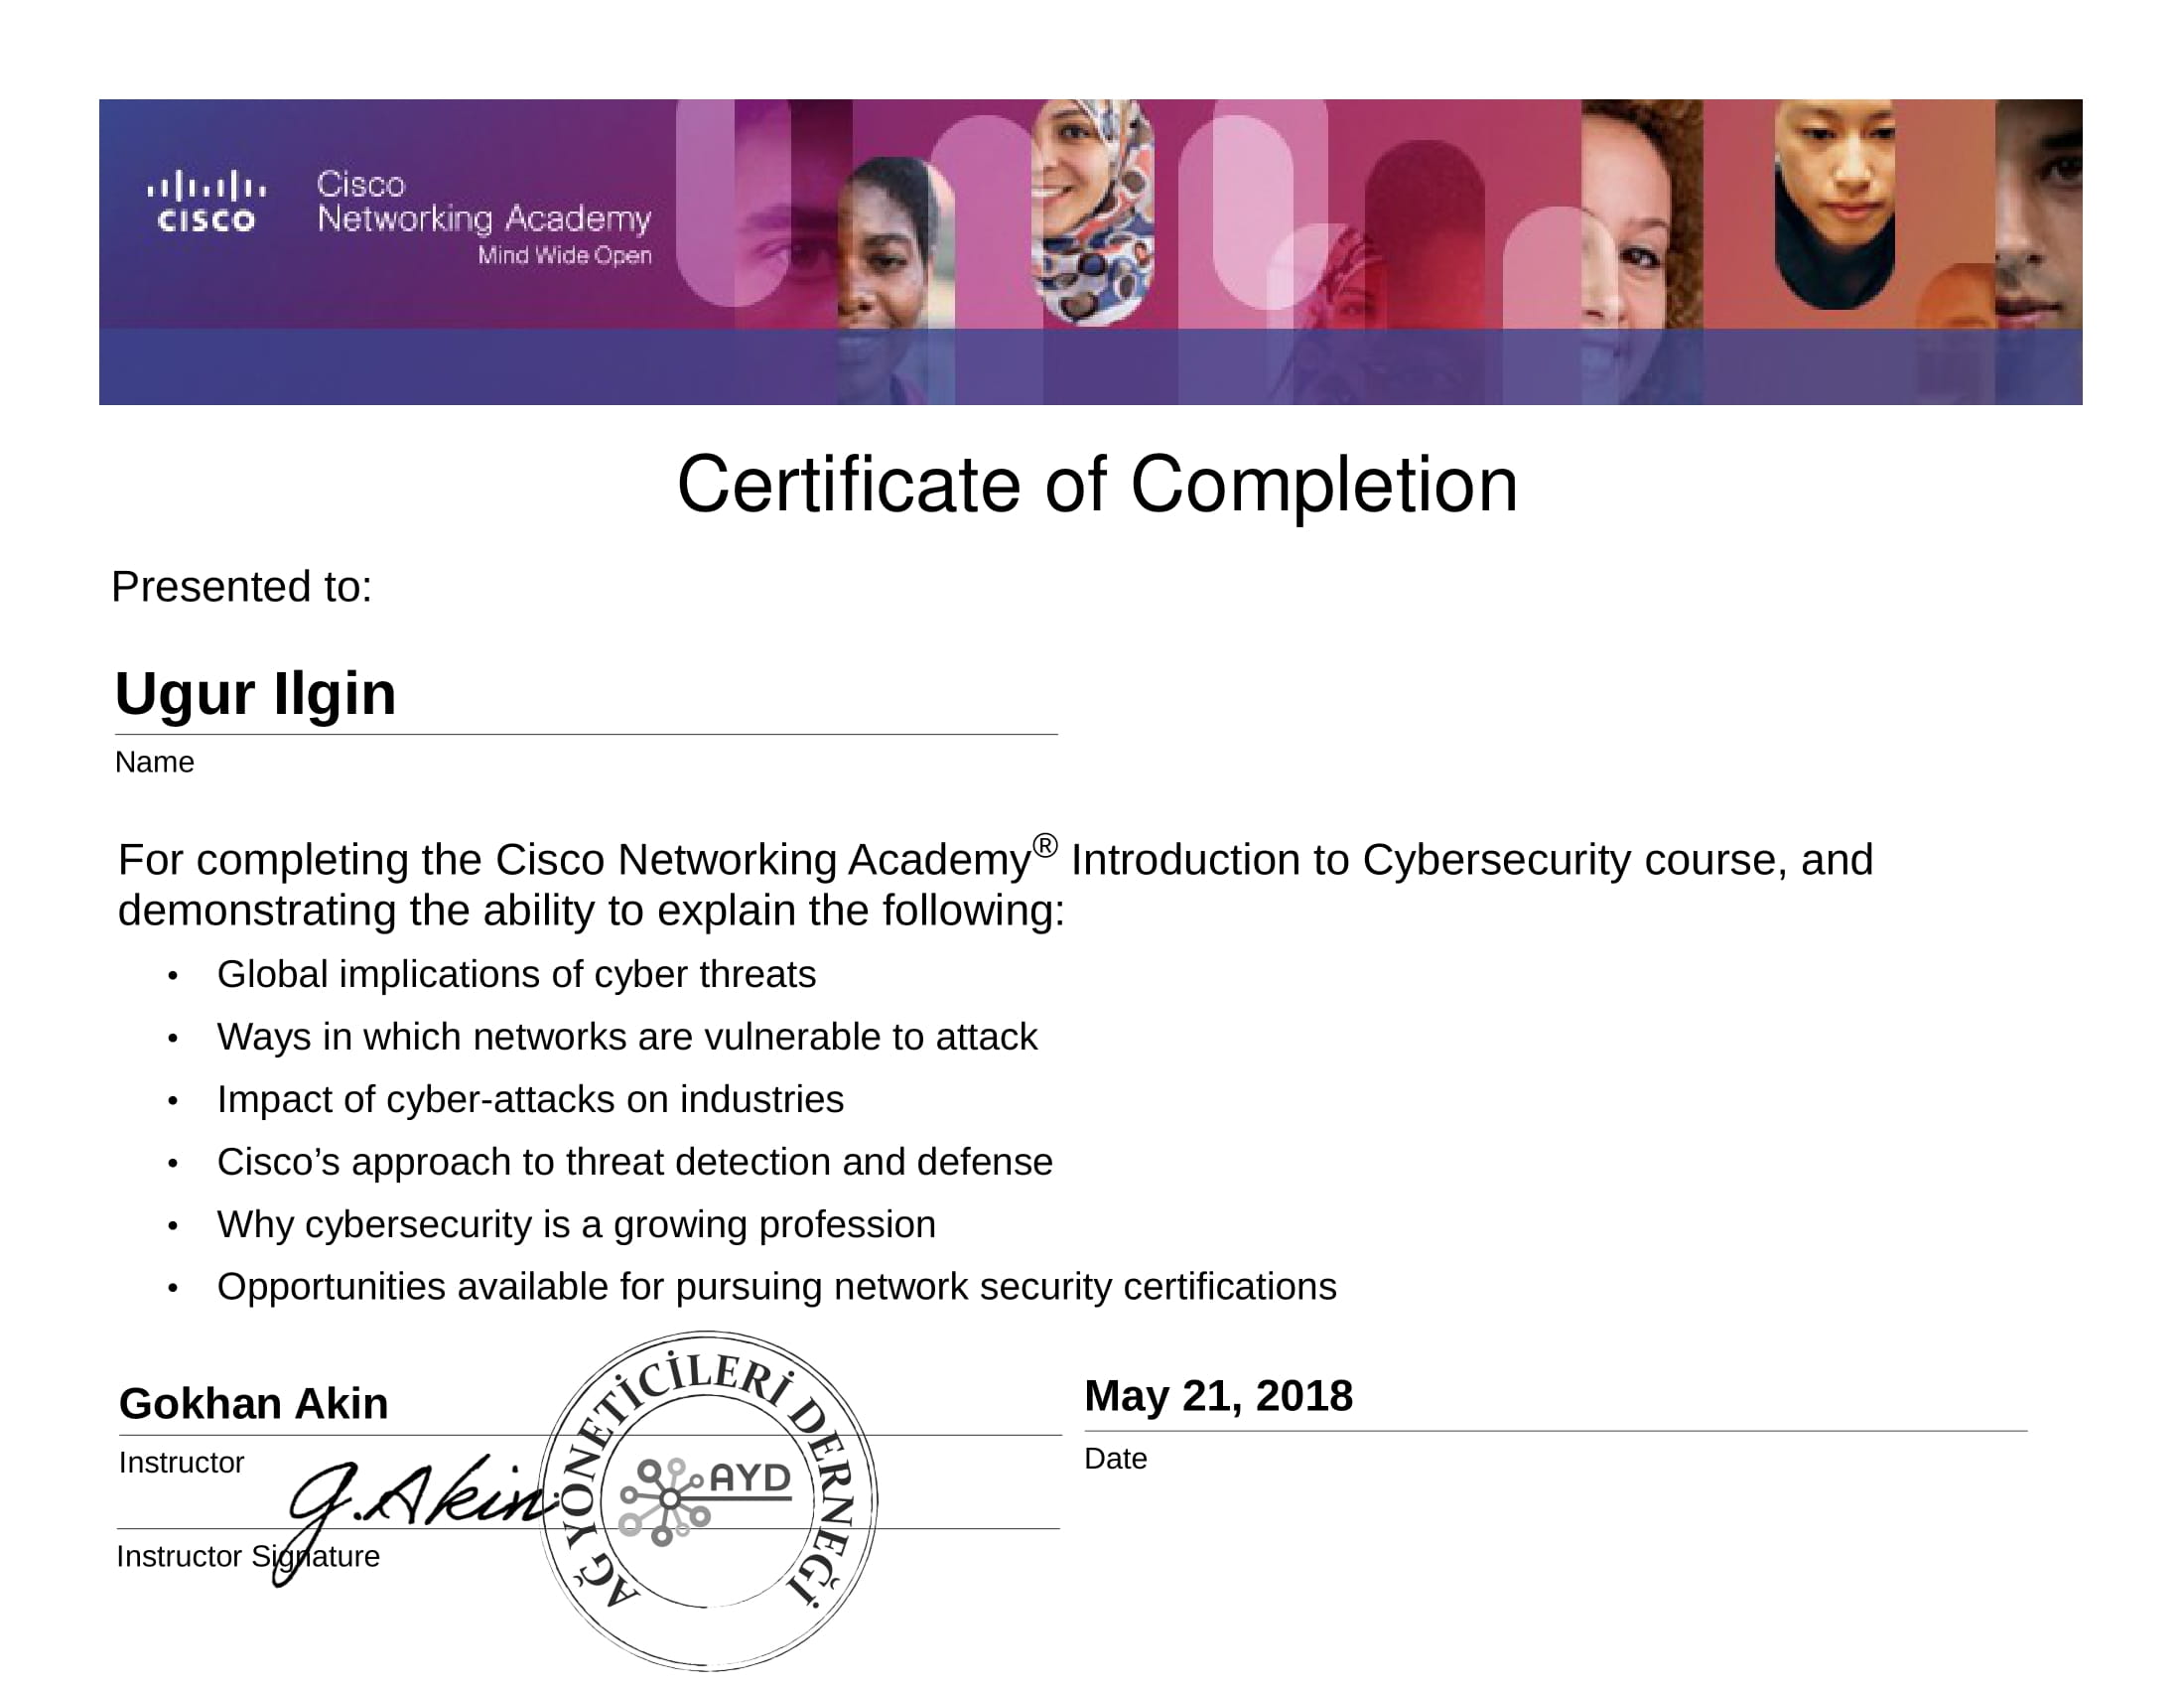 CISCO
Cisco
Networking Academy
Mind Wide Open
Certificate of Completion
Presented to:
Ugur Ilgin
Name
For completing the Cisco Networking Academy® Introduction to Cybersecurity course, and
demonstrating the ability to explain the following:
• Global implications of cyber threats
• Ways in which networks are vulnerable to attack
• Impact of cyber-attacks on industries
• Cisco’s approach to threat detection and defense
• Why cybersecurity is a growing profession
• Opportunities available for pursuing network security certifications
Gokhan Akin
Instructor
G.Akin
Instructor Signature
AĞ YÖNETİCİLERİ DERNEĞİ
AYD
May 21, 2018
Date